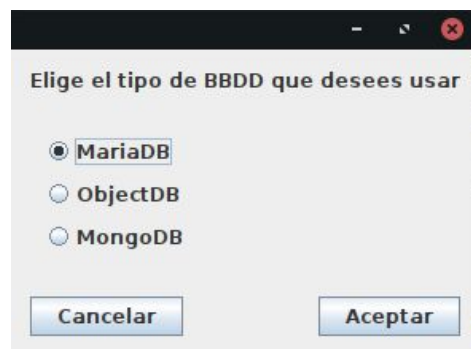 Elige el tipo de BBDD que desees usar
MariaDB
ObjectDB
MongoDB
Cancelar
Aceptar